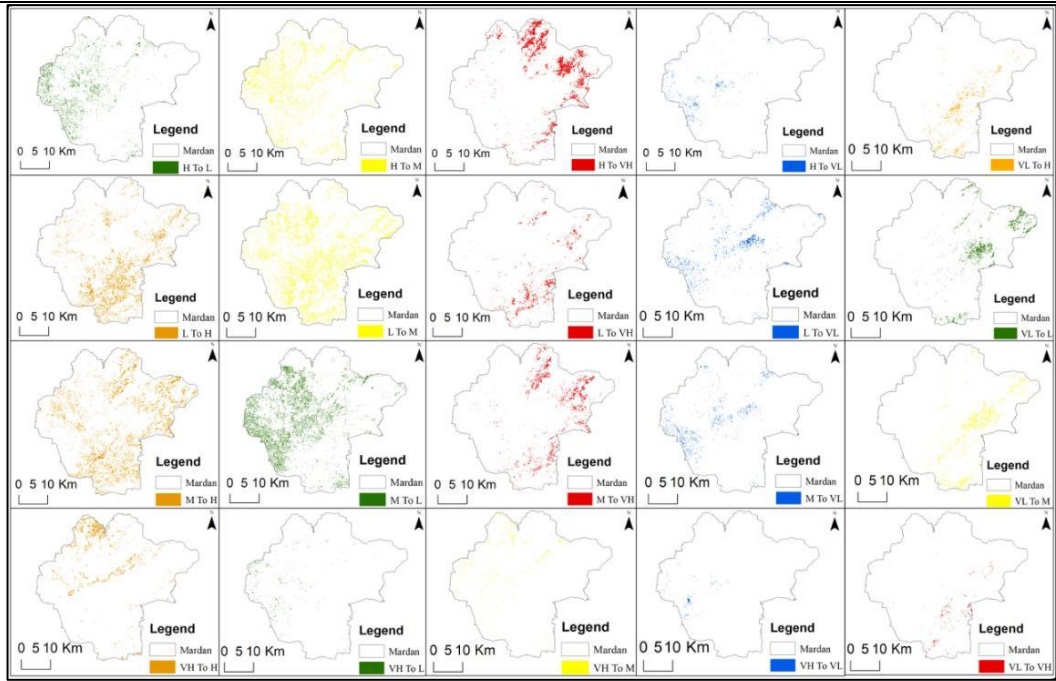 N N N N N
Legend Legend Legend Legend Legend
Mardan Mardan Mardan Mardan Mardan
0 5 10 Km 0 5 10 Km 0 5 10 Km 0 5 10 Km 0 5 10 Km
H To L H To M H To VH H To VL VL To H
N N N N N
Legend Legend Legend Legend Legend
Mardan Mardan Mardan Mardan Mardan
0 5 10 Km 0 5 10 Km 0 5 10 Km 0 5 10 Km 0 5 10 Km
L To H L To M L To VH L To VL VL To L
N N N N N
Legend Legend Legend Legend Legend
Mardan Mardan Mardan Mardan Mardan
0 5 10 Km 0 5 10 Km 0 5 10 Km 0 5 10 Km 0 5 10 Km
M To H M To L M To VH M To VL VL To M
N N N N N
Legend Legend Legend Legend Legend
Mardan Mardan Mardan Mardan Mardan
0 5 10 Km 0 5 10 Km 0 5 10 Km 0 5 10 Km 0 5 10 Km
VH To H VH To L VH To M VH To VL VL To VH